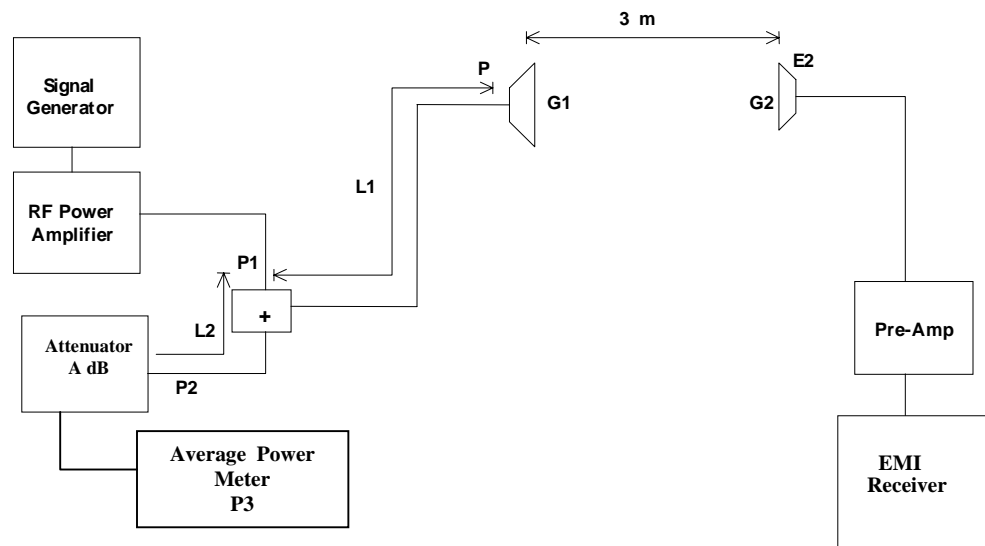 3 m
Signal
Generator
P
E2
G1
G2
L1
RF Power
Amplifier
P1
+
L2
Attenuator
A dB
P2
Pre-Amp
Average Power
Meter
P3
EMI
Receiver